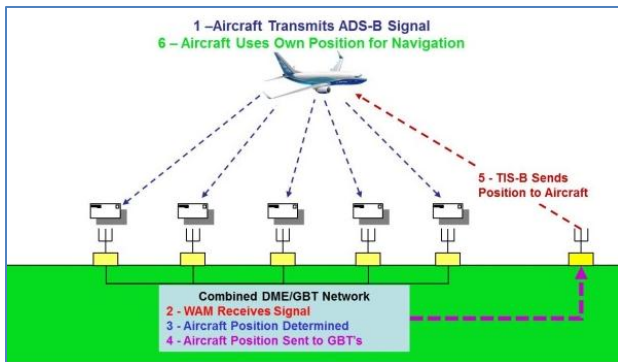 1 –Aircraft Transmits ADS-B Signal
6 – Aircraft Uses Own Position for Navigation
5 - TIS-B Sends
Position to Aircraft
Combined DME/GBT Network
2 - WAM Receives Signal
3 - Aircraft Position Determined
4 - Aircraft Position Sent to GBT's